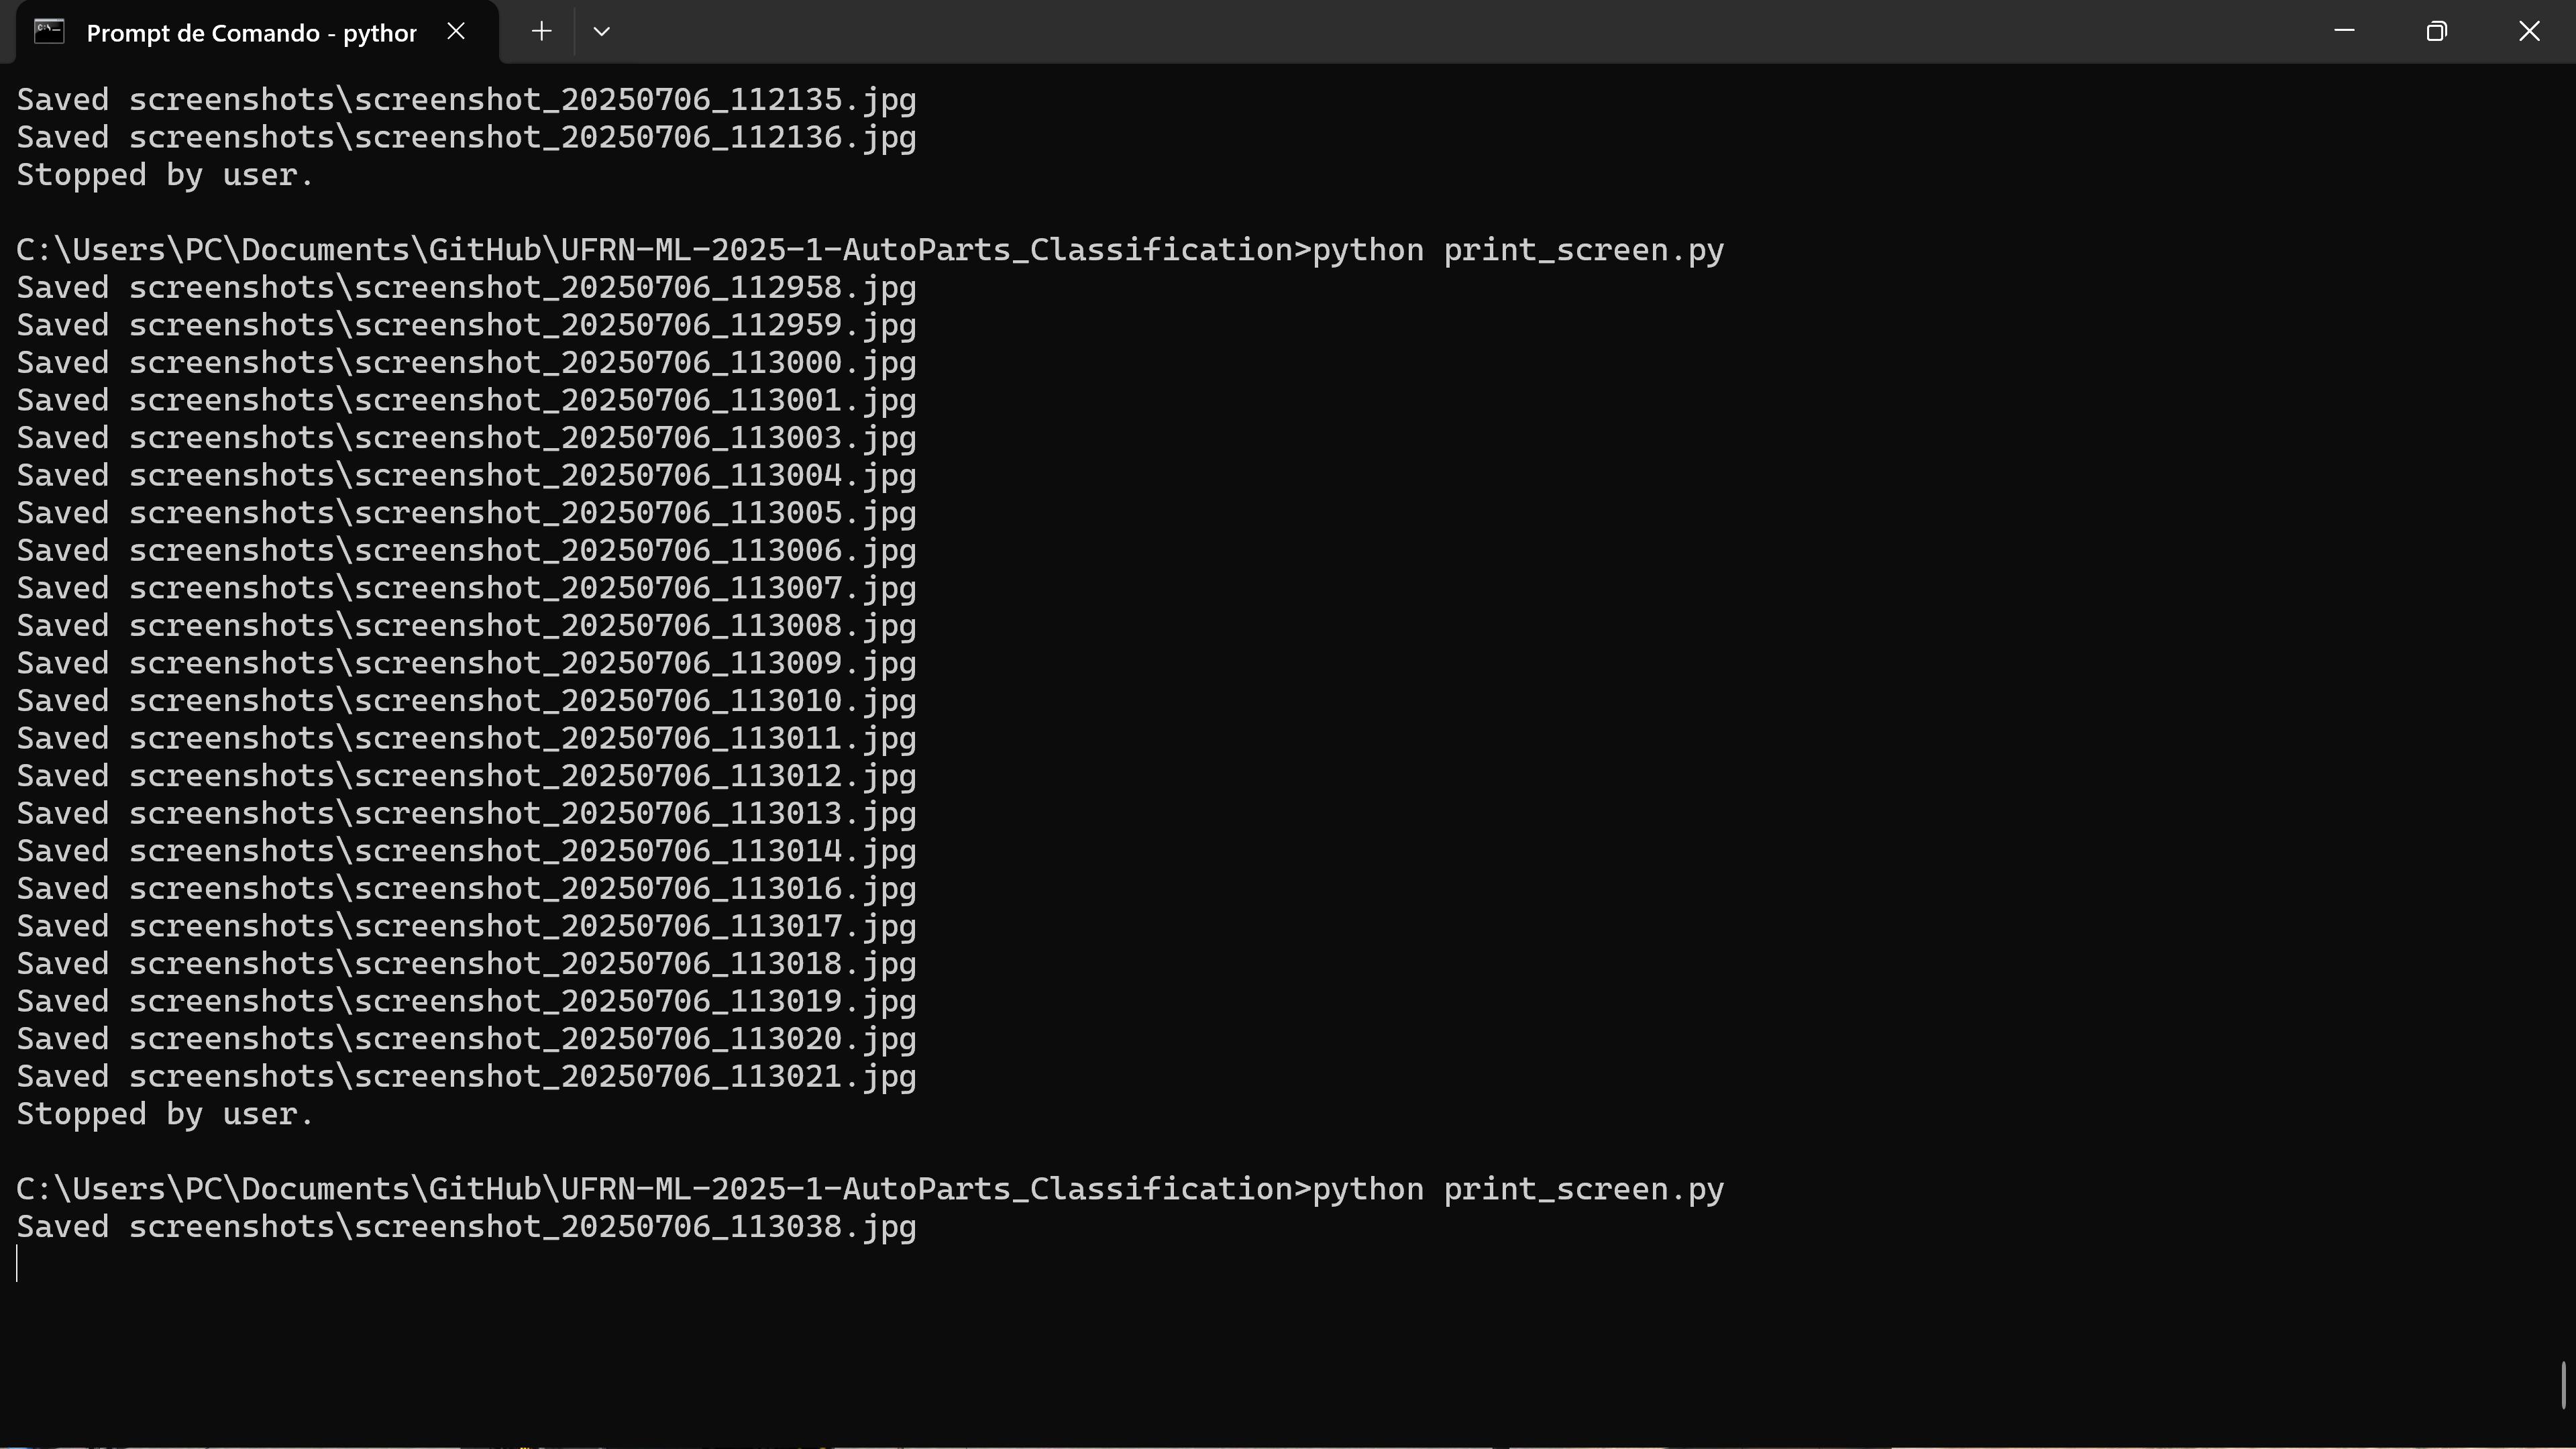 Prompt de Comando - pythor
Saved screenshots\screenshot_20250706_112135.jpg
Saved screenshots\screenshot_20250706_112136.jpg
Stopped by user.
C:\Users\PC\Documents\GitHub\UFRN-ML-2025-1-AutoParts_Classification>python print_screen.py
Saved screenshots\screenshot_20250706_112958.jpg
Saved screenshots\screenshot_20250706_112959.jpg
Saved screenshots\screenshot_20250706_113000.jpg
Saved screenshots\screenshot_20250706_113001.jpg
Saved screenshots\screenshot_20250706_113003.jpg
Saved screenshots\screenshot_20250706_113004.jpg
Saved screenshots\screenshot_20250706_113005.jpg
Saved screenshots\screenshot_20250706_113006.jpg
Saved screenshots\screenshot_20250706_113007.jpg
Saved screenshots\screenshot_20250706_113008.jpg
Saved screenshots\screenshot_20250706_113009.jpg
Saved screenshots\screenshot_20250706_113010.jpg
Saved screenshots\screenshot_20250706_113011.jpg
Saved screenshots\screenshot_20250706_113012.jpg
Saved screenshots\screenshot_20250706_113013.jpg
Saved screenshots\screenshot_20250706_113014.jpg
Saved screenshots\screenshot_20250706_113016.jpg
Saved screenshots\screenshot_20250706_113017.jpg
Saved screenshots\screenshot_20250706_113018.jpg
Saved screenshots\screenshot_20250706_113019.jpg
Saved screenshots\screenshot_20250706_113020.jpg
Saved screenshots\screenshot_20250706_113021.jpg
Stopped by user.
C:\Users\PC\Documents\GitHub\UFRN-ML-2025-1-AutoParts_Classification>python print_screen.py
Saved screenshots\screenshot_20250706_113038.jpg